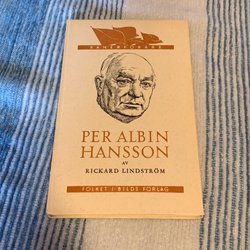 BANERFÖRARE
PER ALBIN
HANSSON
AV
RICKARD LINDSTRÖM
FOLKET I BILDS FÖRLAG